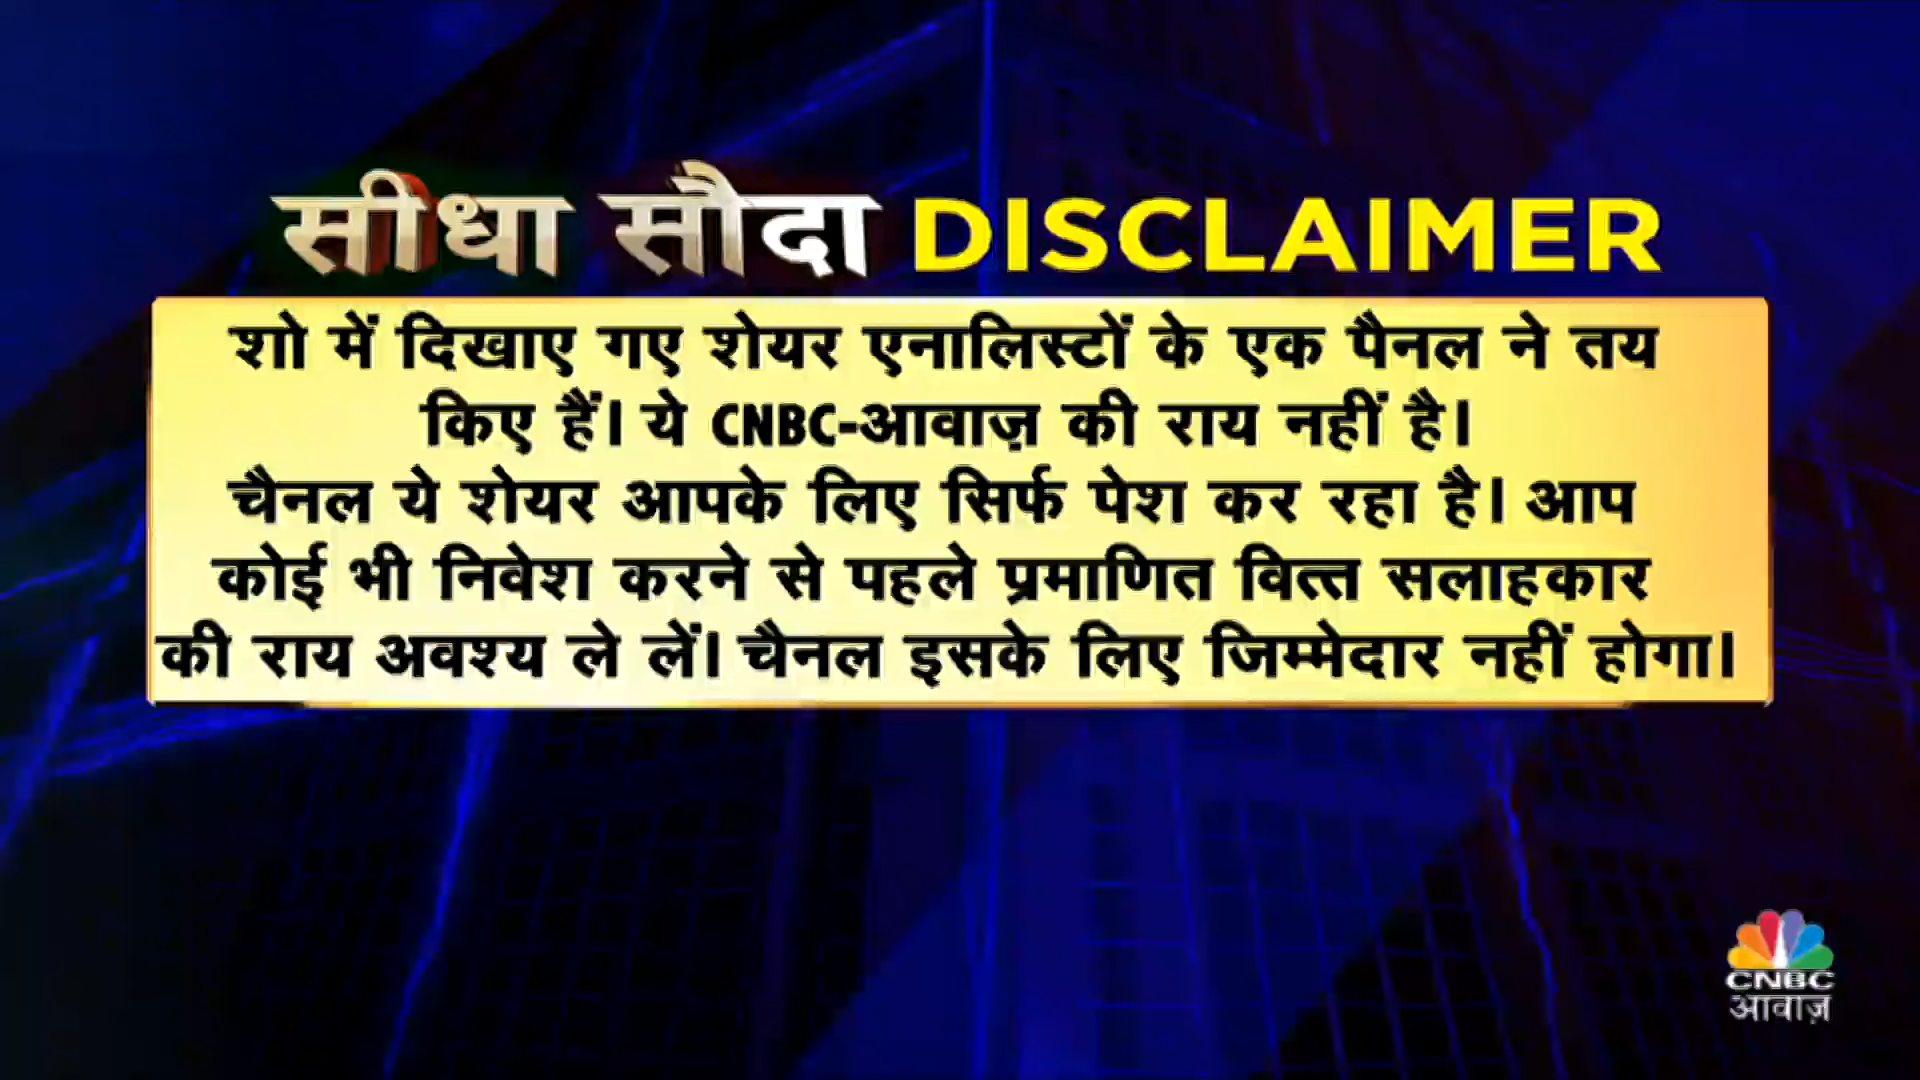 सीधा सौदा DISCLAIMER
शो में दिखाए गए शेयर एनालिस्टों के एक पैनल ने तय
किए हैं। ये CNBC-आवाज़ की राय नहीं है।
चैनल ये शेयर आपके लिए सिर्फ पेश कर रहा है। आप
कोई भी निवेश करने से पहले प्रमाणित वित्त सलाहकार
की राय अवश्य ले लें। चैनल इसके लिए जिम्मेदार नहीं होगा।
CNBC
आवाज़